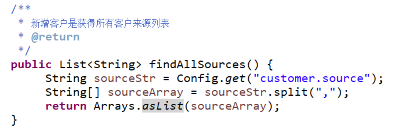 /**
 * 新增客户是获得所有客户来源列表
 * @return
 */
public List<String> findAllSources() {
    String sourceStr = Config.get("customer.source");
    String[] sourceArray = sourceStr.split(",");
    return Arrays.asList(sourceArray);
}